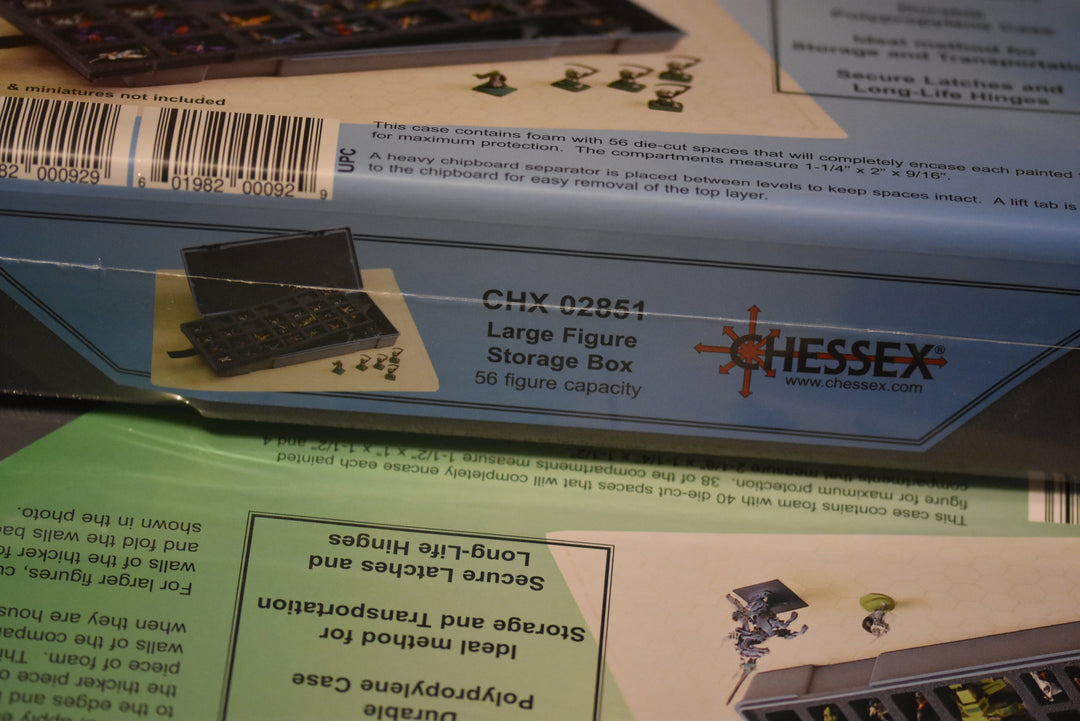 Durable
Polypropylene Case
Ideal method for
Storage and Transportatio
Secure Latches and
Long-Life Hinges
& miniatures not included
82 000929
6 01982 00092 9
UPC
This case contains foam with 56 die-cut spaces that will completely encase each painted
for maximum protection. The compartments measure 1-1/4" x 2" x 9/16".
A heavy chipboard separator is placed between levels to keep spaces intact. A lift tab is
to the chipboard for easy removal of the top layer.
CHX 02851
Large Figure
Storage Box
56 figure capacity
CHESSEX®
www.chessex.com
This case contains foam with 40 die-cut spaces that will completely encase each painted
figure for maximum protection. 38 of the compartments measure 1-1/2" x 1" x 1-1/2" and 4
compartments that measure
Durable
Polypropylene Case
Ideal method for
Storage and Transportation
Secure Latches and
Long-Life Hinges
the edges and to
the thicker piece o
piece of foam. Thi
walls of the compa
when they are hous
For larger figures, cu
walls of the thicker fo
and fold the walls bac
shown in the photo.